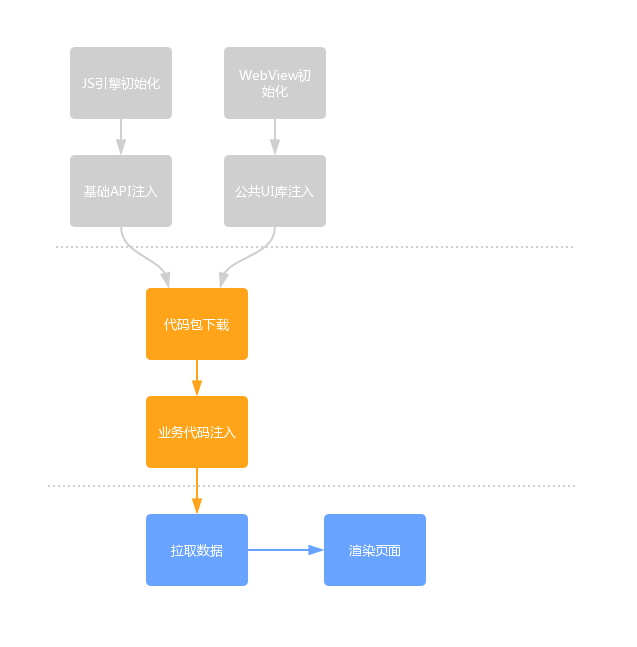 JS引擎初始化
WebView初
始化
基础API注入
公共UI库注入
代码包下载
业务代码注入
拉取数据
渲染页面